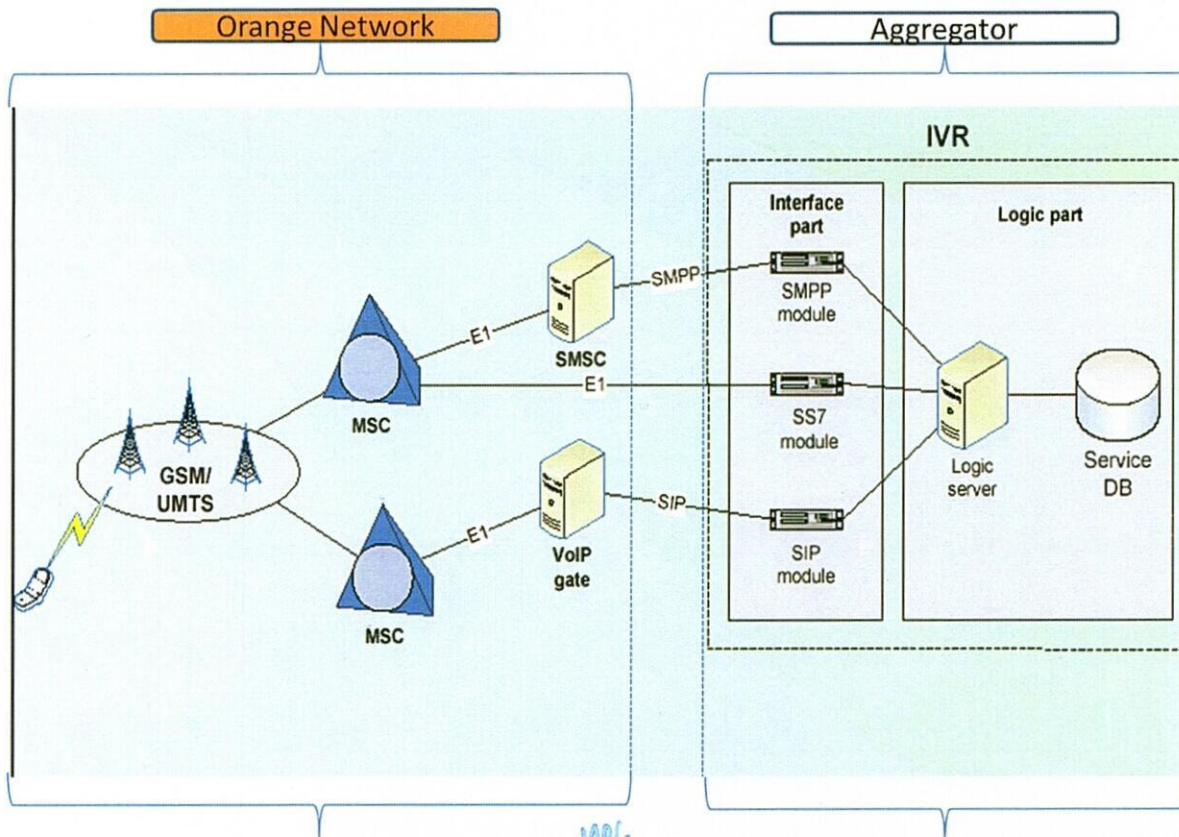 Orange Network
Aggregator
IVR
Interface
part
Logic part
SMPP
SMPP
module
E1
SMSC
E1
MSC
SS7
module
Logic
server
Service
DB
GSM/
UMTS
E1
VoIP
gate
SIP
SIP
module
MSC